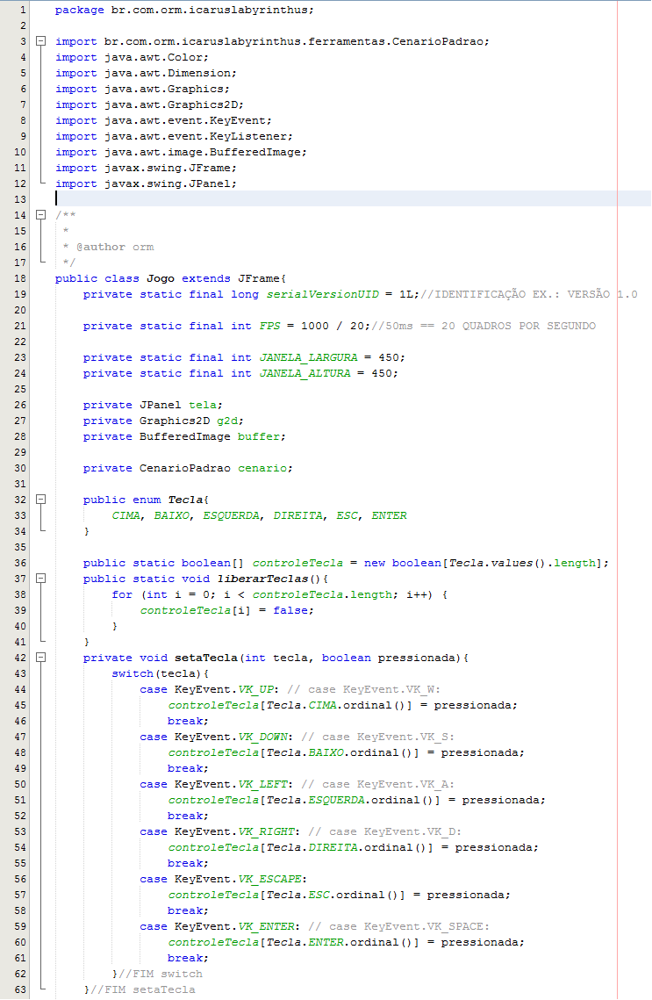 1 package br.com.orm.icaruslabyrinthus;
2
3 import br.com.orm.icaruslabyrinthus.ferramentas.CenarioPadrao;
4 import java.awt.Color;
5 import java.awt.Dimension;
6 import java.awt.Graphics;
7 import java.awt.Graphics2D;
8 import java.awt.event.KeyEvent;
9 import java.awt.event.KeyListener;
10 import java.awt.image.BufferedImage;
11 import javax.swing.JFrame;
12 import javax.swing.JPanel;
13
14 /**
15  *
16  * @author orm
17  */
18 public class Jogo extends JFrame{
19     private static final long serialVersionUID = 1L;//IDENTIFICAÇÃO EX.: VERSÃO 1.0
20
21     private static final int FPS = 1000 / 20;//50ms == 20 QUADROS POR SEGUNDO
22
23     private static final int JANELA_LARGURA = 450;
24     private static final int JANELA_ALTURA = 450;
25
26     private JPanel tela;
27     private Graphics2D g2d;
28     private BufferedImage buffer;
29
30     private CenarioPadrao cenario;
31
32     public enum Tecla{
33         CIMA, BAIXO, ESQUERDA, DIREITA, ESC, ENTER
34     }
35
36     public static boolean[] controleTecla = new boolean[Tecla.values().length];
37     public static void liberarTeclas(){
38         for (int i = 0; i < controleTecla.length; i++) {
39             controleTecla[i] = false;
40         }
41     }
42     private void setaTecla(int tecla, boolean pressionada){
43         switch(tecla){
44             case KeyEvent.VK_UP: // case KeyEvent.VK_W:
45                 controleTecla[Tecla.CIMA.ordinal()] = pressionada;
46                 break;
47             case KeyEvent.VK_DOWN: // case KeyEvent.VK_S:
48                 controleTecla[Tecla.BAIXO.ordinal()] = pressionada;
49                 break;
50             case KeyEvent.VK_LEFT: // case KeyEvent.VK_A:
51                 controleTecla[Tecla.ESQUERDA.ordinal()] = pressionada;
52                 break;
53             case KeyEvent.VK_RIGHT: // case KeyEvent.VK_D:
54                 controleTecla[Tecla.DIREITA.ordinal()] = pressionada;
55                 break;
56             case KeyEvent.VK_ESCAPE:
57                 controleTecla[Tecla.ESC.ordinal()] = pressionada;
58                 break;
59             case KeyEvent.VK_ENTER: // case KeyEvent.VK_SPACE:
60                 controleTecla[Tecla.ENTER.ordinal()] = pressionada;
61                 break;
62         }//FIM switch
63     }//FIM setaTecla